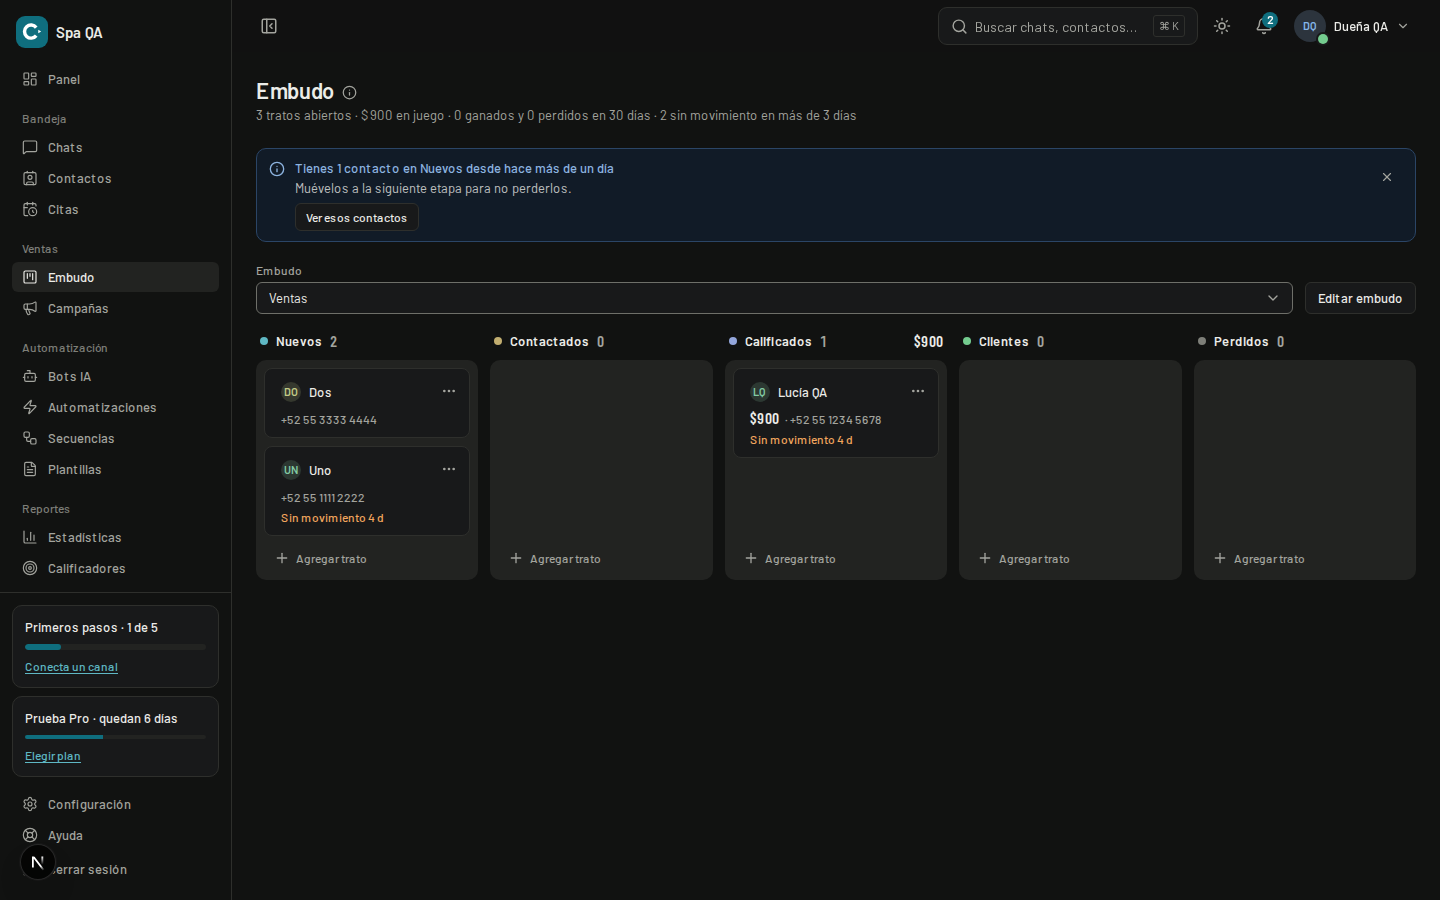 Spa QA
Buscar chats, contactos...
⌘ K
2
DQ
Dueña QA
Panel
Bandeja
Chats
Contactos
Citas
Ventas
Embudo
Campañas
Automatización
Bots IA
Automatizaciones
Secuencias
Plantillas
Reportes
Estadísticas
Calificadores
Primeros pasos · 1 de 5
Conecta un canal
Prueba Pro · quedan 6 días
Elegir plan
Configuración
Ayuda
N
errar sesión
Embudo
3 tratos abiertos · $900 en juego · 0 ganados y 0 perdidos en 30 días · 2 sin movimiento en más de 3 días
Tienes 1 contacto en Nuevos desde hace más de un día
Muévelos a la siguiente etapa para no perderlos.
Ver esos contactos
Embudo
Ventas
Editar embudo
Nuevos 2
DO Dos
+52 55 3333 4444
UN Uno
+52 55 1111 2222
Sin movimiento 4 d
Agregar trato
Contactados 0
Agregar trato
Calificados 1 $900
LQ Lucía QA
$900 · +52 55 1234 5678
Sin movimiento 4 d
Agregar trato
Clientes 0
Agregar trato
Perdidos 0
Agregar trato